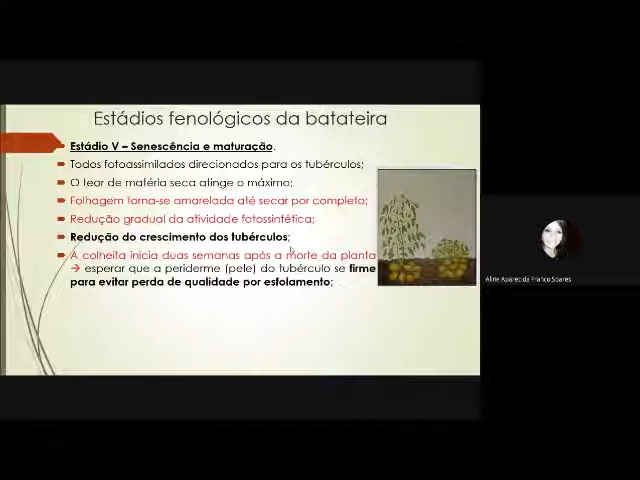 Estádios fenológicos da batateira
Estádio V – Senescência e maturação.
Todos fotoassimilados direcionados para os tubérculos;
O teor de matéria seca atinge o máximo;
Folhagem torna-se amarelada até secar por completo;
Redução gradual da atividade fotossintética;
Redução do crescimento dos tubérculos;
A colheita inicia duas semanas após a morte da planta
→ esperar que a periderme (pele) do tubérculo se firme
para evitar perda de qualidade por esfolamento;
Aline Aparecida Franco Soares